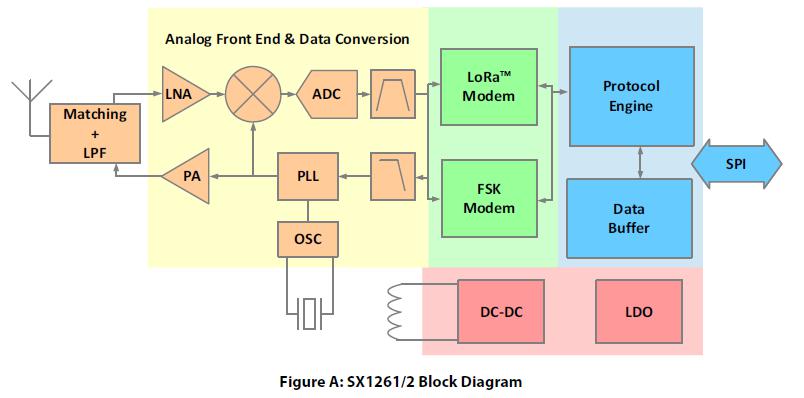 Analog Front End & Data Conversion
LNA
ADC
LoRa™
Modem
Protocol
Engine
Matching
+
LPF
PA
PLL
FSK
Modem
Data
Buffer
SPI
OSC
DC-DC
LDO
Figure A: SX1261/2 Block Diagram